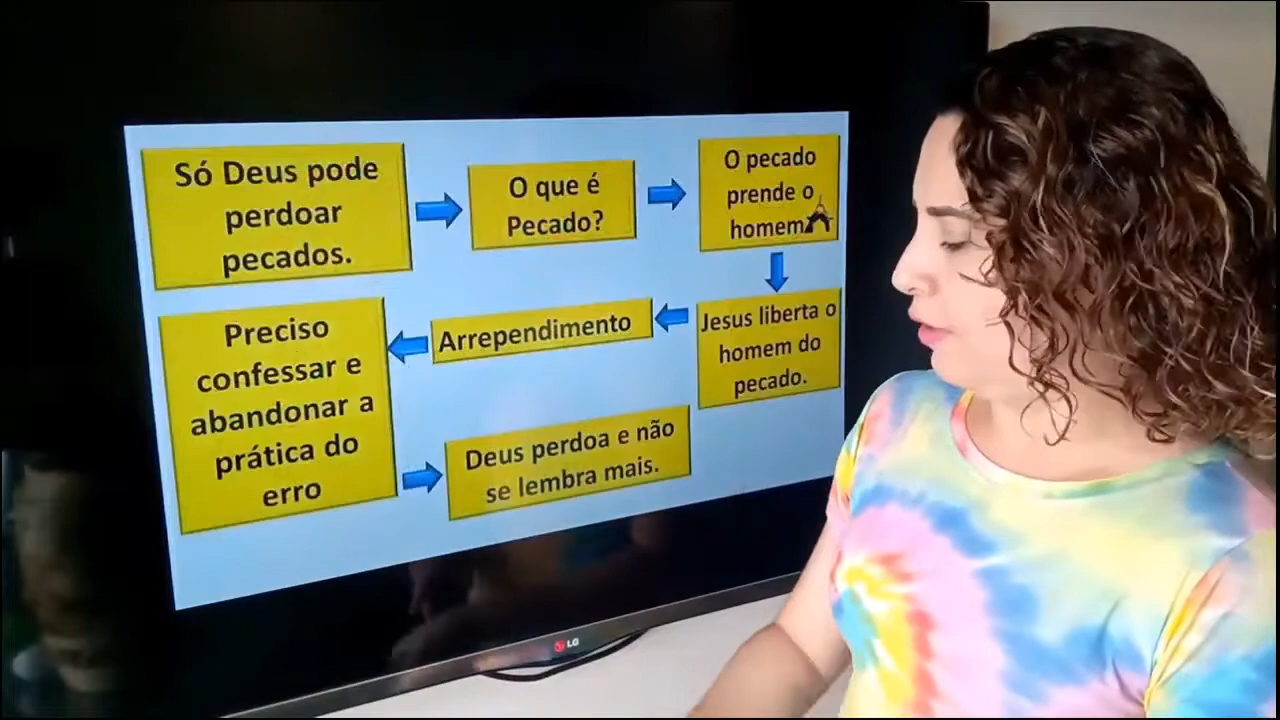 Só Deus pode
perdoar
pecados.
O que é
Pecado?
O pecado
prende o
homem
Jesus liberta o
homem do
pecado.
Arrependimento
Preciso
confessar e
abandonar a
prática do
erro
Deus perdoa e não
se lembra mais.
LG